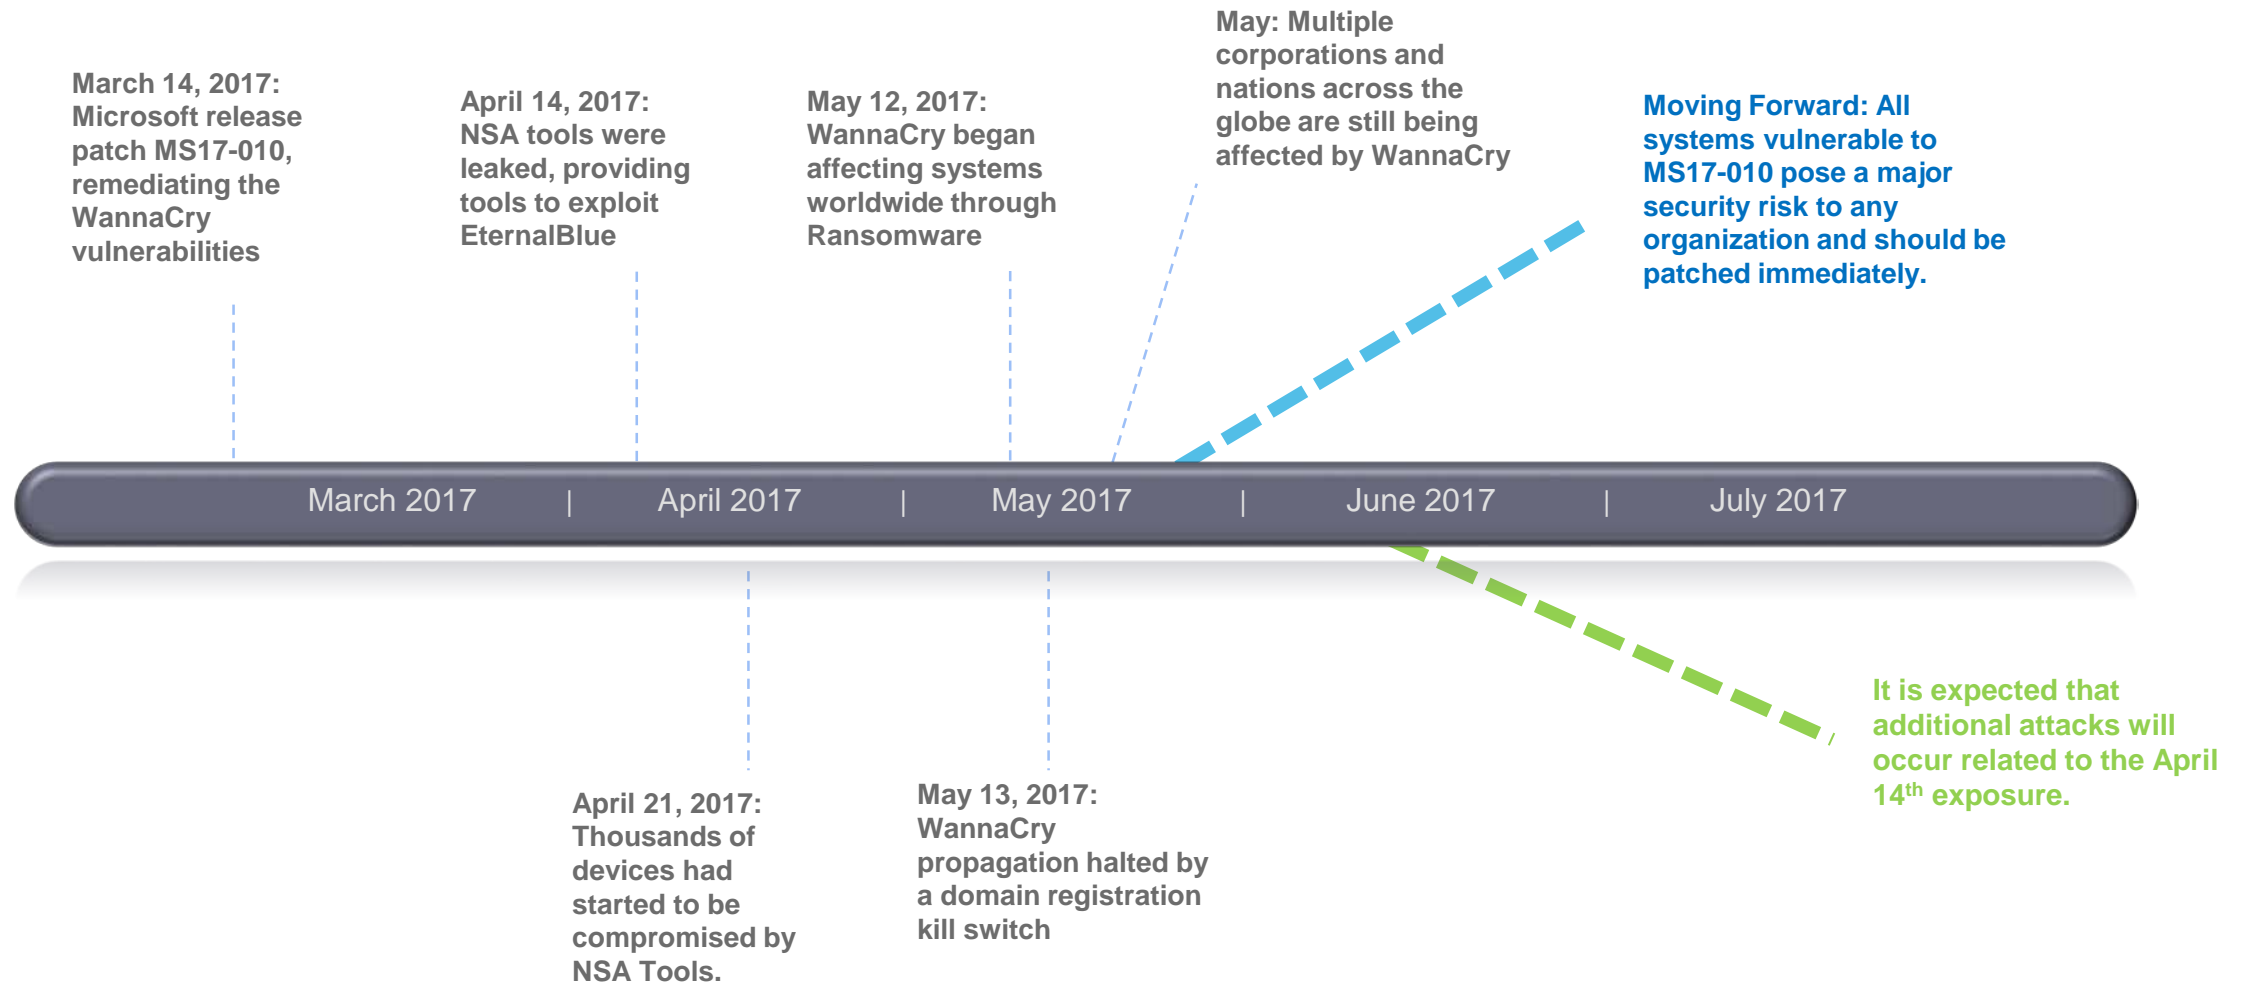 March 14, 2017:
Microsoft release
patch MS17-010,
remediating the
WannaCry
vulnerabilities
April 14, 2017:
NSA tools were
leaked, providing
tools to exploit
EternalBlue
May 12, 2017:
WannaCry began
affecting systems
worldwide through
Ransomware
May: Multiple
corporations and
nations across the
globe are still being
affected by WannaCry
Moving Forward: All
systems vulnerable to
MS17-010 pose a major
security risk to any
organization and should be
patched immediately.
March 2017 | April 2017 | May 2017 | June 2017 | July 2017
April 21, 2017:
Thousands of
devices had
started to be
compromised by
NSA Tools.
May 13, 2017:
WannaCry
propagation halted by
a domain registration
kill switch
It is expected that
additional attacks will
occur related to the April
14th exposure.